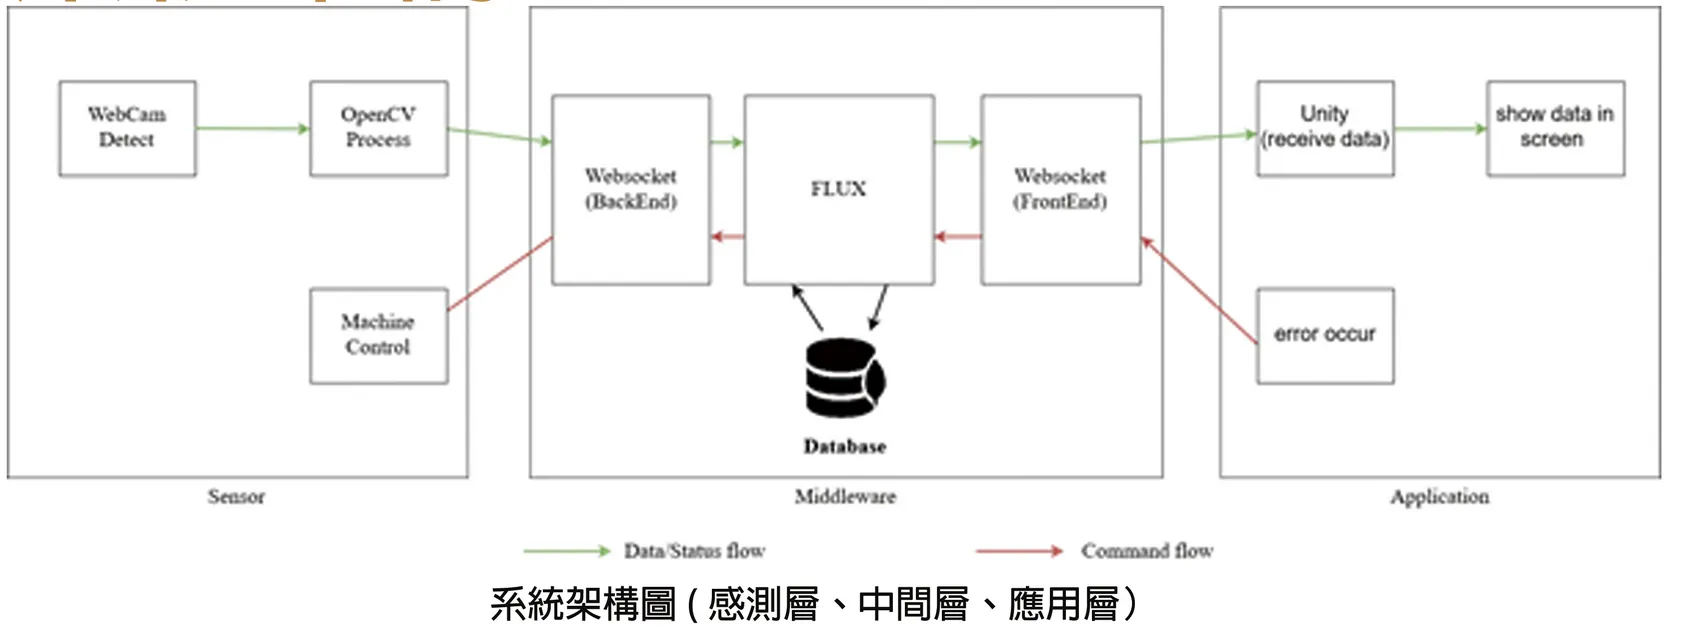 WebCam
Detect
OpenCV
Process
Websocket
(BackEnd)
FLUX
Websocket
(FrontEnd)
Unity
(receive data)
show data in
screen
Machine
Control
error occur
Database
Sensor
Middleware
Application
Data/Status flow
Command flow
系統架構圖 ( 感測層、中間層、應用層）